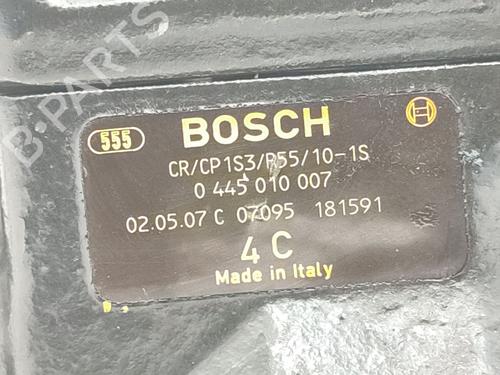 B-PARTS
555 BOSCH
CR/CP1S3/R55/10-1S
0 445 010 007
02.05.07 C 07095 181591
4 C
Made in Italy